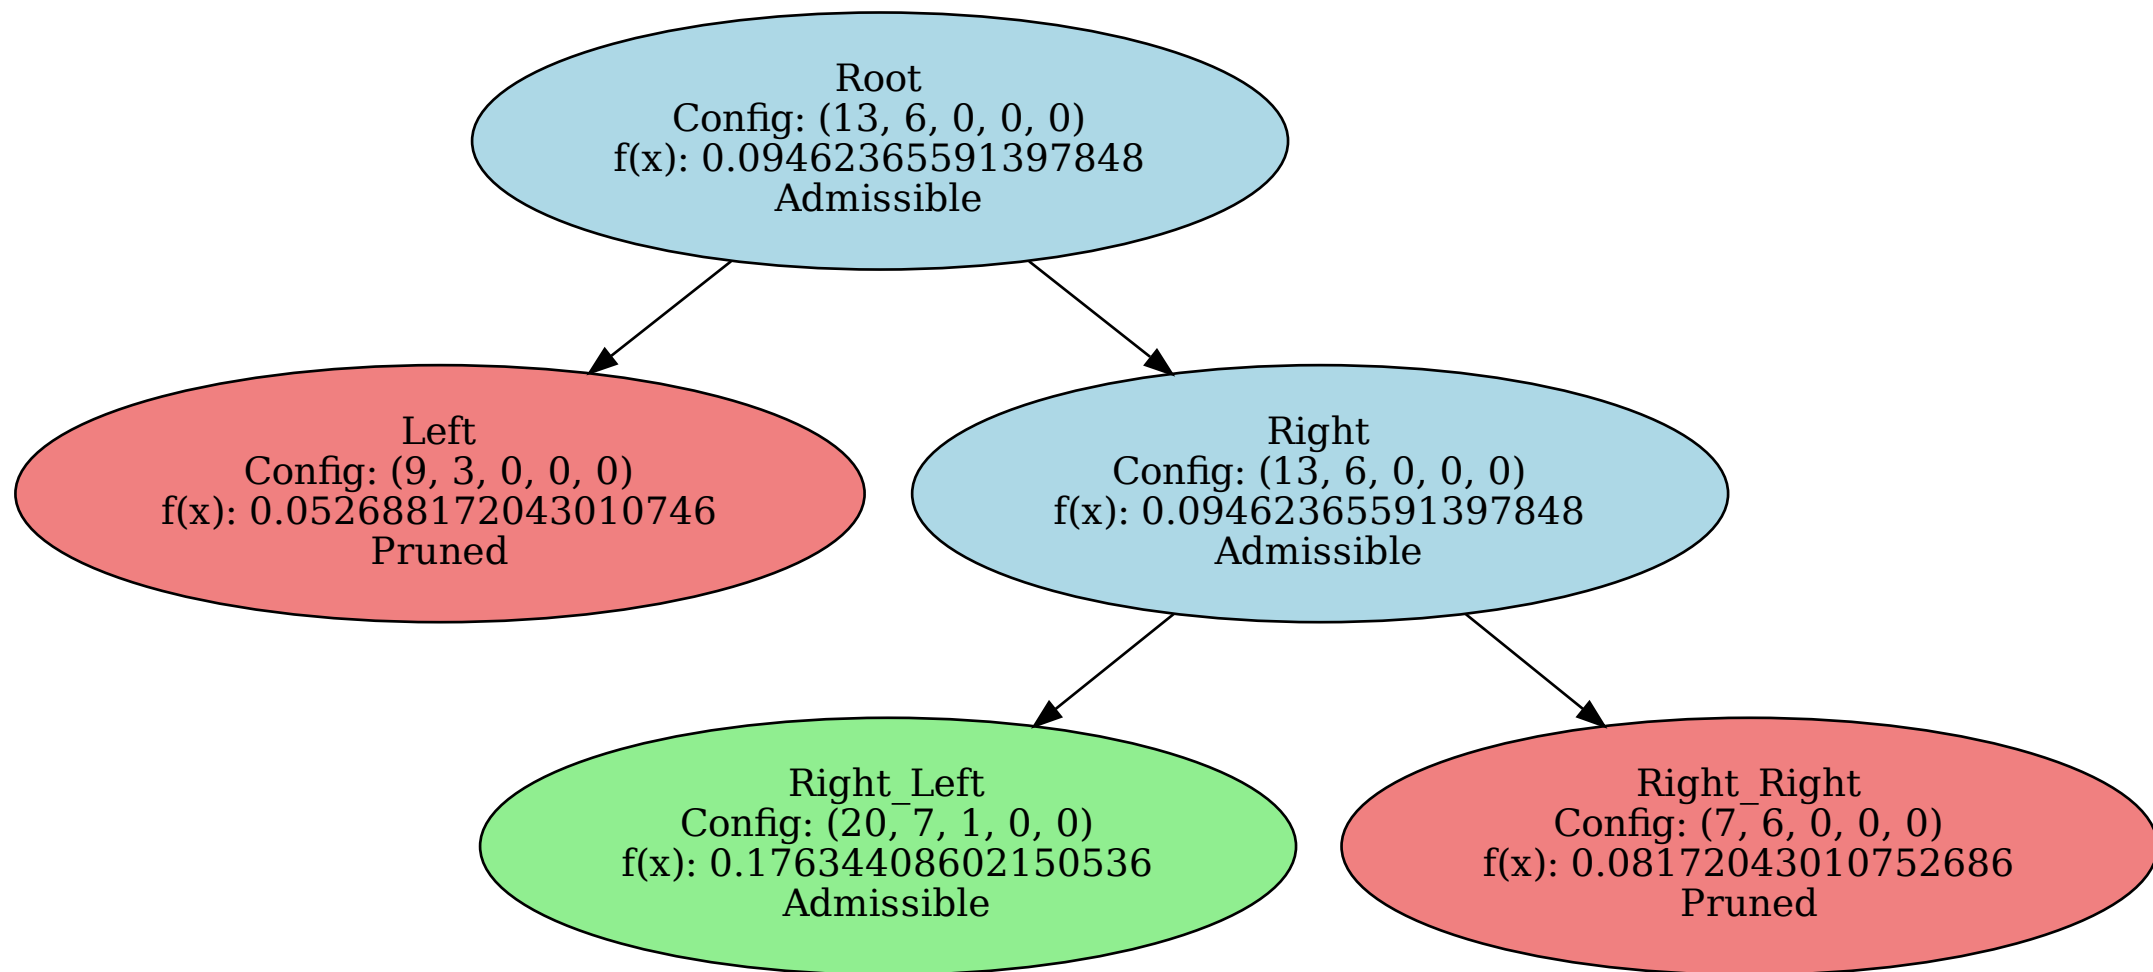 Root
Config: (13, 6, 0, 0, 0)
f(x): 0.09462365591397848
Admissible
Left
Config: (9, 3, 0, 0, 0)
f(x): 0.052688172043010746
Pruned
Right
Config: (13, 6, 0, 0, 0)
f(x): 0.09462365591397848
Admissible
Right_Left
Config: (20, 7, 1, 0, 0)
f(x): 0.17634408602150536
Admissible
Right_Right
Config: (7, 6, 0, 0, 0)
f(x): 0.08172043010752686
Pruned